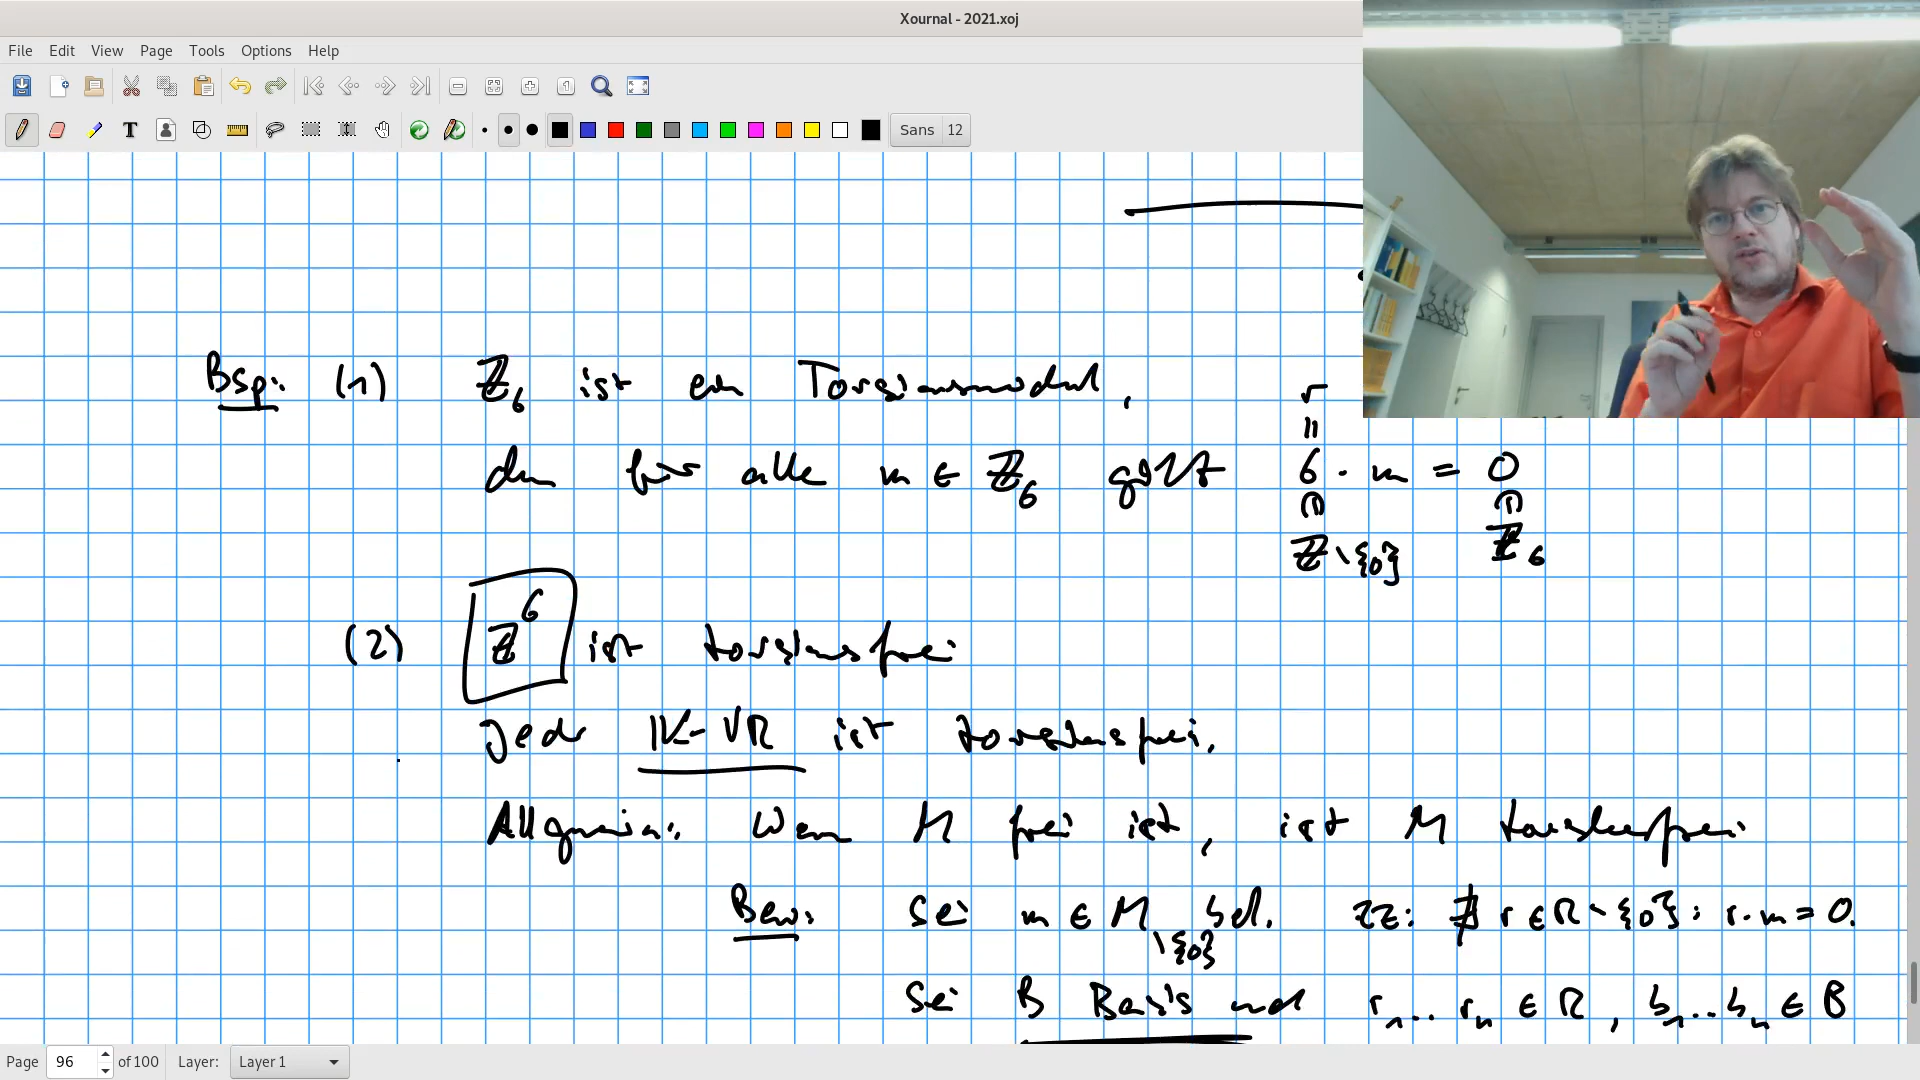 Xournal - 2021.xoj
File Edit View Page Tools Options Help
Sans 12
Bsp: (1) ℤ₆ ist ein Torsionsmodul,
r
=
denn für alle m ∈ ℤ₆ gilt 6 · m = 0
∈ ∈
ℤ∖{0} ℤ₆
(2) ℤ⁶ ist torsionsfrei
Jeder 𝕂-VR ist torsionsfrei.
Allgemein: Wenn M frei ist, ist M torsionsfrei
Bew: Sei m ∈ M∖{0} bel. ZZ: ∄ r ∈ R∖{0}: r·m = 0.
Sei B Basis und r₁...rₙ ∈ R, b₁...bₙ ∈ B
Page 96 of 100 Layer: Layer 1